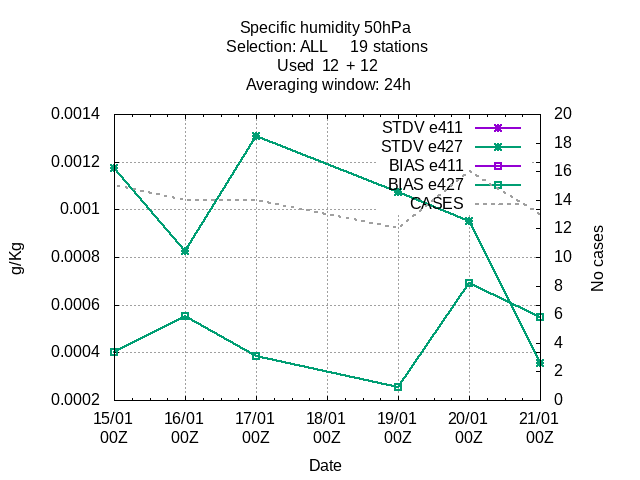 Specific humidity 50hPa
Selection: ALL 19 stations
Used 12 + 12
Averaging window: 24h
STDV e411
STDV e427
BIAS e411
BIAS e427
CASES
g/Kg
0.0014
0.0012
0.001
0.0008
0.0006
0.0004
0.0002
No cases
20
18
16
14
12
10
8
6
4
2
0
15/01 16/01 17/01 18/01 19/01 20/01 21/01
00Z 00Z 00Z 00Z 00Z 00Z 00Z
Date